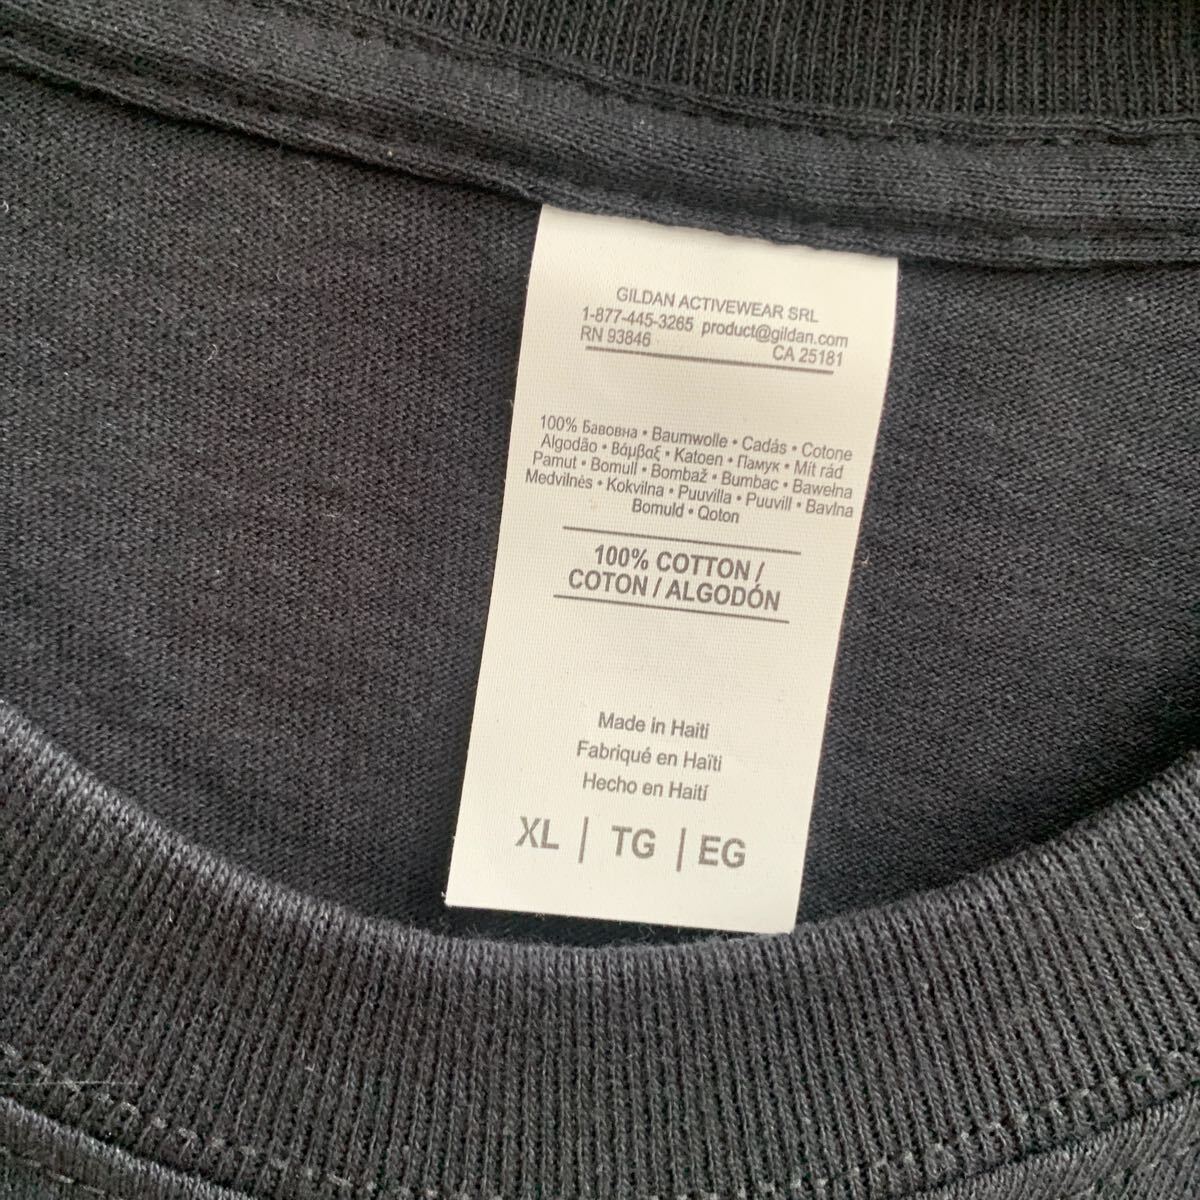 GILDAN ACTIVEWEAR SRL
1-877-445-3265 product@gildan.com
RN 93846 CA 25181
100% Бавовна • Baumwolle • Cadás • Cotone
Algodão • Βάμβαξ • Katoen • Памук • Mít rád
Pamut • Bomull • Bombaž • Bumbac • Bawełna
Medvilnės • Kokvilna • Puuvilla • Puuvill • Bavlna
Bomuld • Qoton
100% COTTON /
COTON / ALGODÓN
Made in Haiti
Fabriqué en Haïti
Hecho en Haití
XL | TG | EG